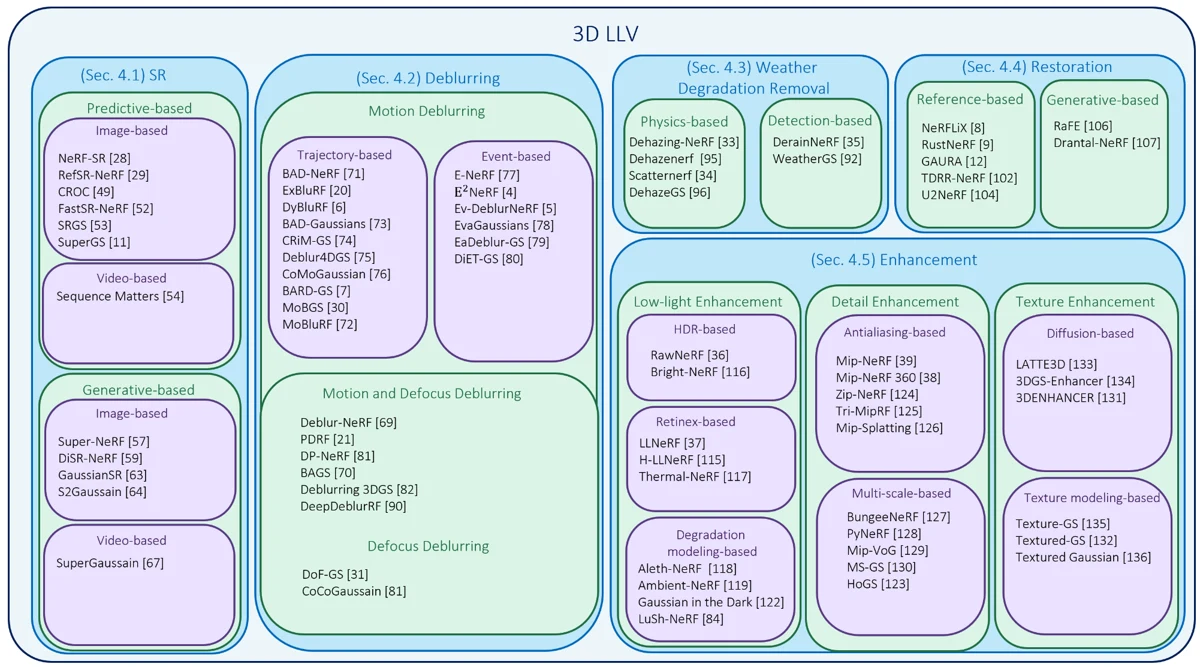 3D LLV
(Sec. 4.1) SR
Predictive-based
Image-based
NeRF-SR [28]
RefSR-NeRF [29]
CROC [49]
FastSR-NeRF [52]
SRGS [53]
SuperGS [11]
Video-based
Sequence Matters [54]
Generative-based
Image-based
Super-NeRF [57]
DiSR-NeRF [59]
GaussianSR [63]
S2Gaussain [64]
Video-based
SuperGaussain [67]
(Sec. 4.2) Deblurring
Motion Deblurring
Trajectory-based
BAD-NeRF [71]
ExBluRF [20]
DyBluRF [6]
BAD-Gaussians [73]
CRiM-GS [74]
Deblur4DGS [75]
CoMoGaussian [76]
BARD-GS [7]
MoBGS [30]
MoBluRF [72]
Event-based
E-NeRF [77]
E²NeRF [4]
Ev-DeblurNeRF [5]
EvaGaussians [78]
EaDeblur-GS [79]
DiET-GS [80]
Motion and Defocus Deblurring
Deblur-NeRF [69]
PDRF [21]
DP-NeRF [81]
BAGS [70]
Deblurring 3DGS [82]
DeepDeblurRF [90]
Defocus Deblurring
DoF-GS [31]
CoCoGaussain [81]
(Sec. 4.3) Weather
Degradation Removal
Physics-based
Dehazing-NeRF [33]
Dehazenerf [95]
Scatternerf [34]
DehazeGS [96]
Detection-based
DerainNeRF [35]
WeatherGS [92]
(Sec. 4.4) Restoration
Reference-based
NeRFLiX [8]
RustNeRF [9]
GAURA [12]
TDRR-NeRF [102]
U2NeRF [104]
Generative-based
RaFE [106]
Drantal-NeRF [107]
(Sec. 4.5) Enhancement
Low-light Enhancement
HDR-based
RawNeRF [36]
Bright-NeRF [116]
Retinex-based
LLNeRF [37]
H-LLNeRF [115]
Thermal-NeRF [117]
Degradation
modeling-based
Aleth-NeRF [118]
Ambient-NeRF [119]
Gaussian in the Dark [122]
LuSh-NeRF [84]
Detail Enhancement
Antialiasing-based
Mip-NeRF [39]
Mip-NeRF 360 [38]
Zip-NeRF [124]
Tri-MipRF [125]
Mip-Splatting [126]
Multi-scale-based
BungeeNeRF [127]
PyNeRF [128]
Mip-VoG [129]
MS-GS [130]
HoGS [123]
Texture Enhancement
Diffusion-based
LATTE3D [133]
3DGS-Enhancer [134]
3DENHANCER [131]
Texture modeling-based
Texture-GS [135]
Textured-GS [132]
Textured Gaussian [136]